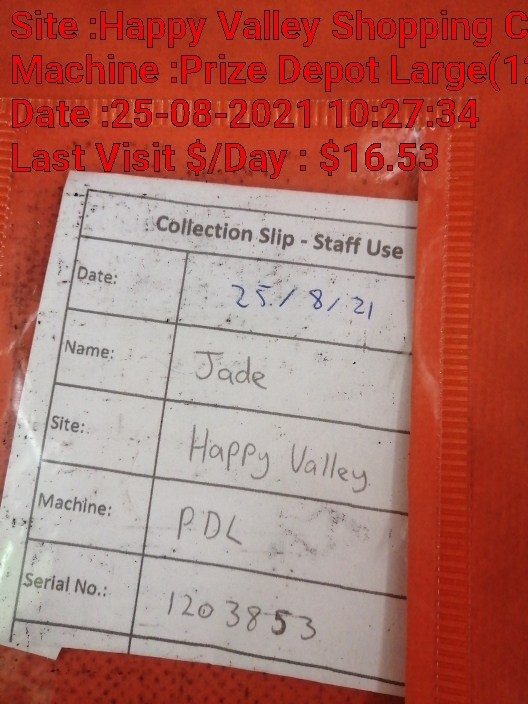 Site :Happy Valley Shopping C
Machine :Prize Depot Large(12
Date :25-08-2021 10:27:34
Last Visit $/Day : $16.53
Collection Slip - Staff Use
Date: 25/8/21
Name: Jade
Site: Happy Valley
Machine: PDL
Serial No.: 1203853